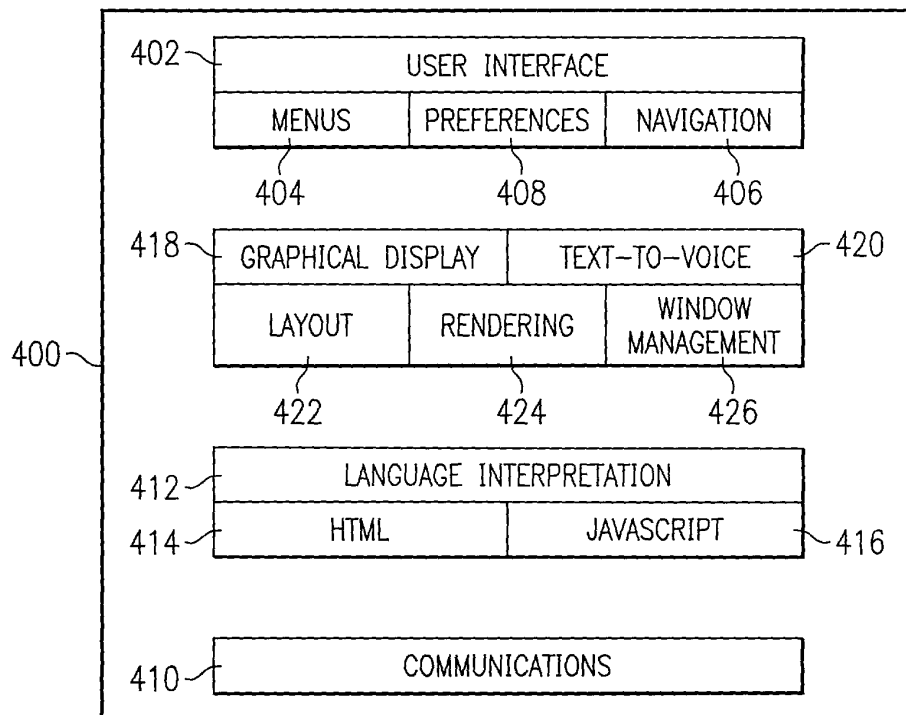 402
USER INTERFACE
MENUS PREFERENCES NAVIGATION
404 408 406
418 GRAPHICAL DISPLAY TEXT-TO-VOICE 420
LAYOUT RENDERING WINDOW
MANAGEMENT
400
422 424 426
412 LANGUAGE INTERPRETATION
414 HTML JAVASCRIPT 416
410 COMMUNICATIONS